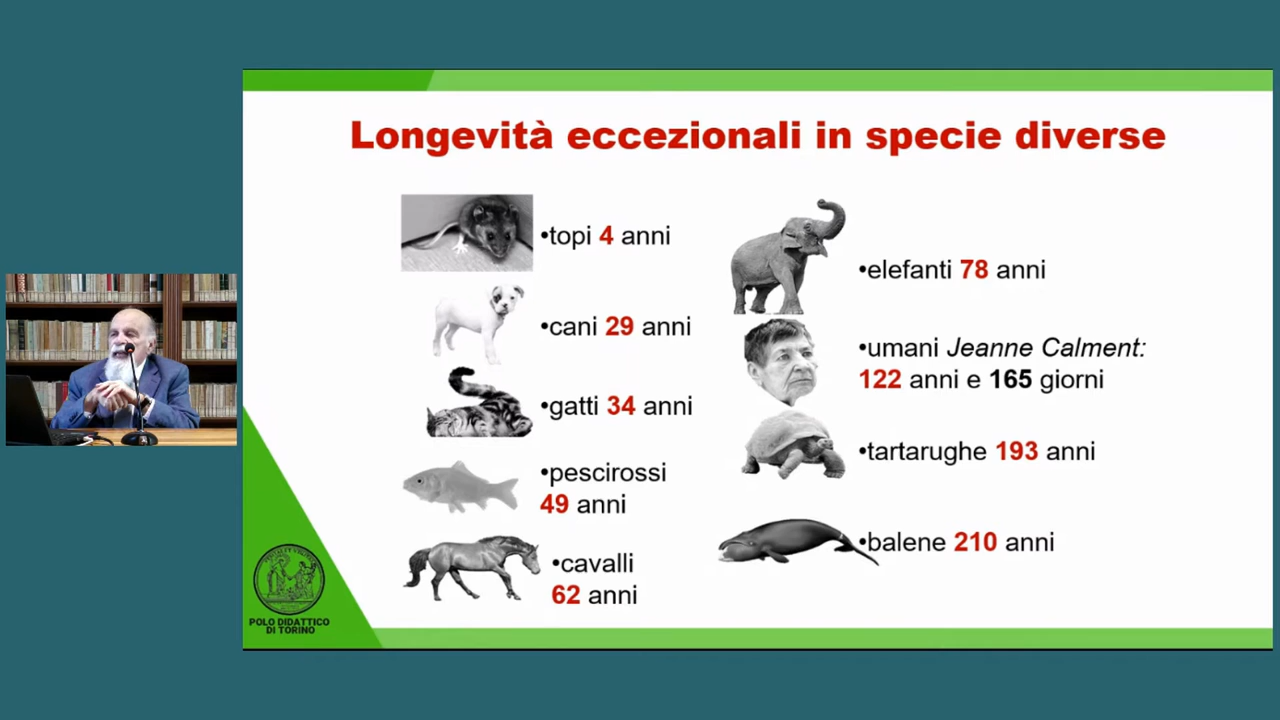 Longevità eccezionali in specie diverse
•topi 4 anni
•cani 29 anni
•gatti 34 anni
•pescirossi
49 anni
•cavalli
62 anni
•elefanti 78 anni
•umani Jeanne Calment:
122 anni e 165 giorni
•tartarughe 193 anni
•balene 210 anni
POLO DIDATTICO
DI TORINO